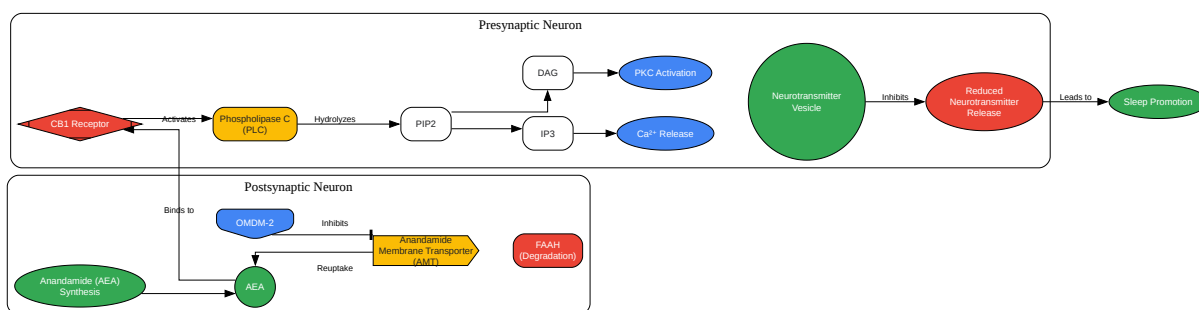 Presynaptic Neuron
DAG
PKC Activation
Neurotransmitter
Vesicle
Inhibits
Reduced
Neurotransmitter
Release
Leads to
Sleep Promotion
CB1 Receptor
Activates
Phospholipase C
(PLC)
Hydrolyzes
PIP2
IP3
Ca²⁺ Release
Postsynaptic Neuron
Binds to
OMDM-2
Inhibits
Anandamide
Membrane Transporter
(AMT)
FAAH
(Degradation)
Reuptake
Anandamide (AEA)
Synthesis
AEA